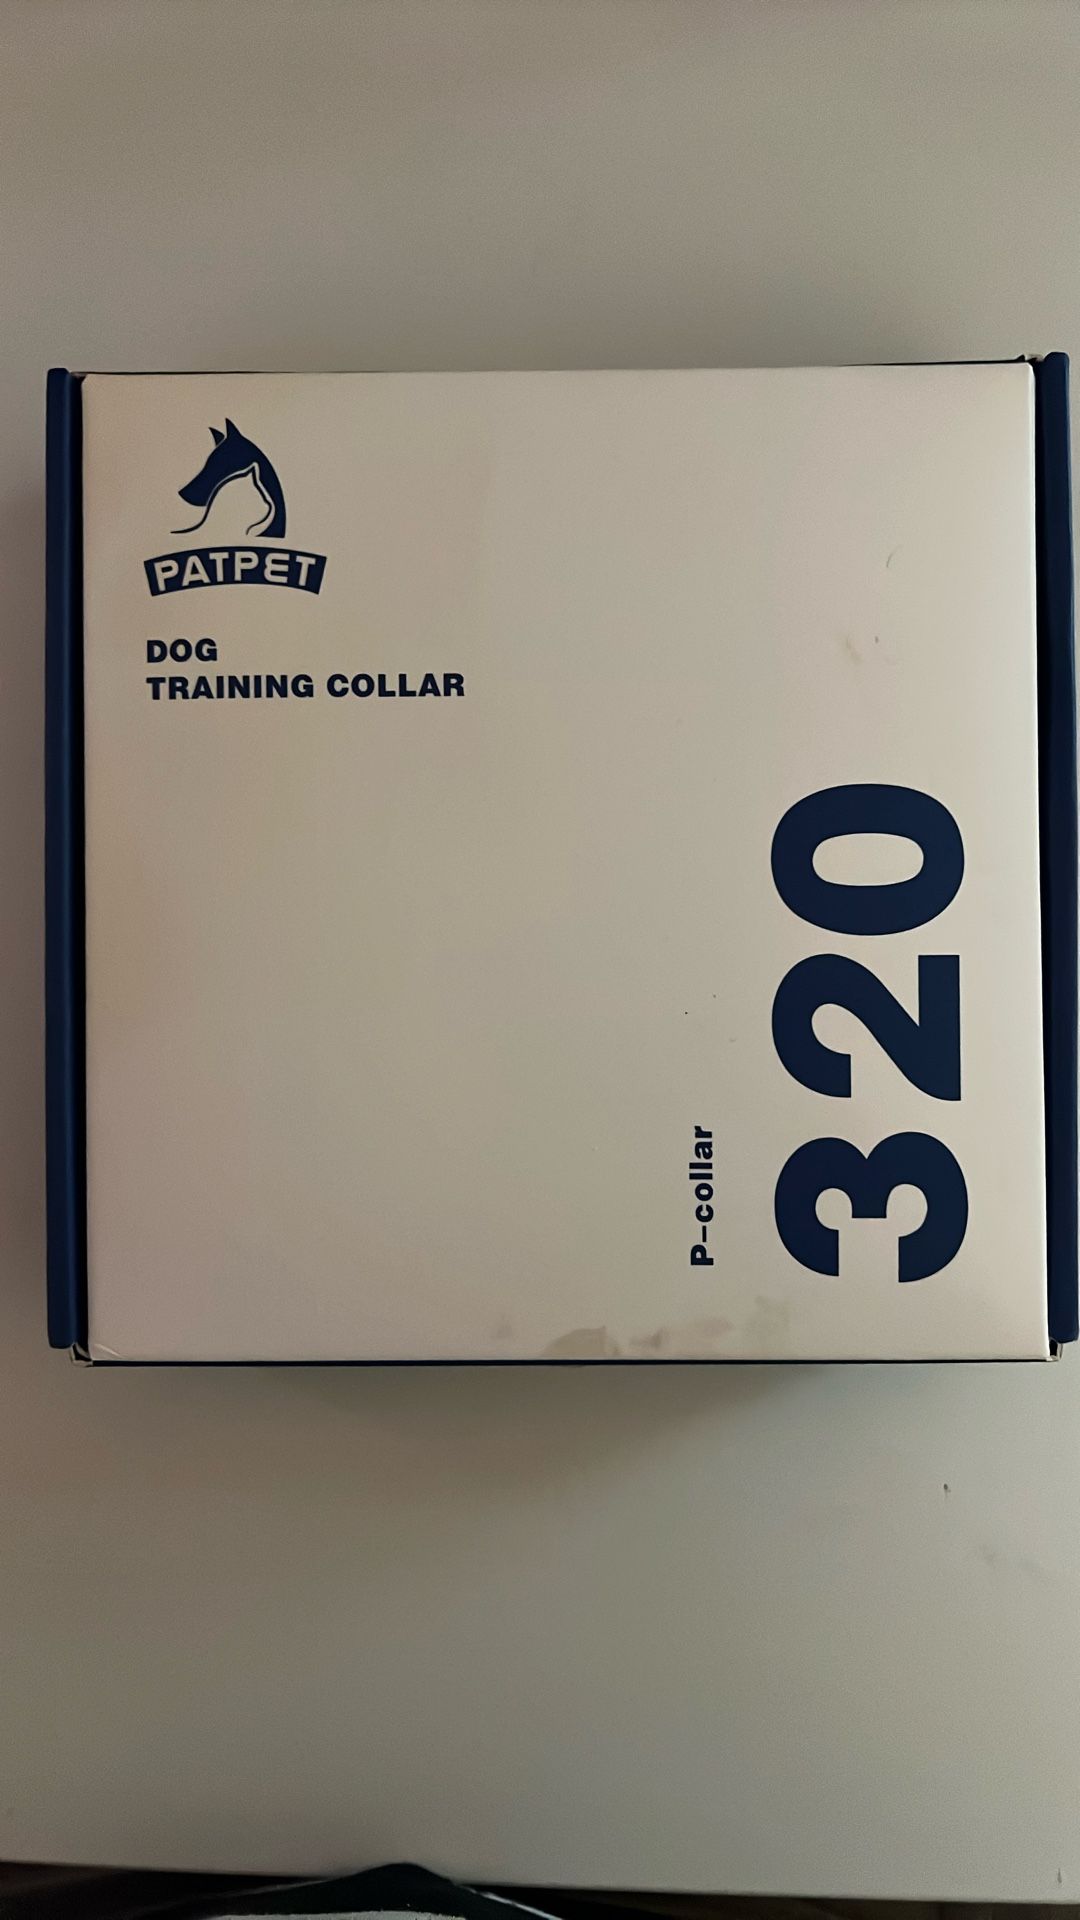 PATPET
DOG
TRAINING COLLAR
P-collar
320